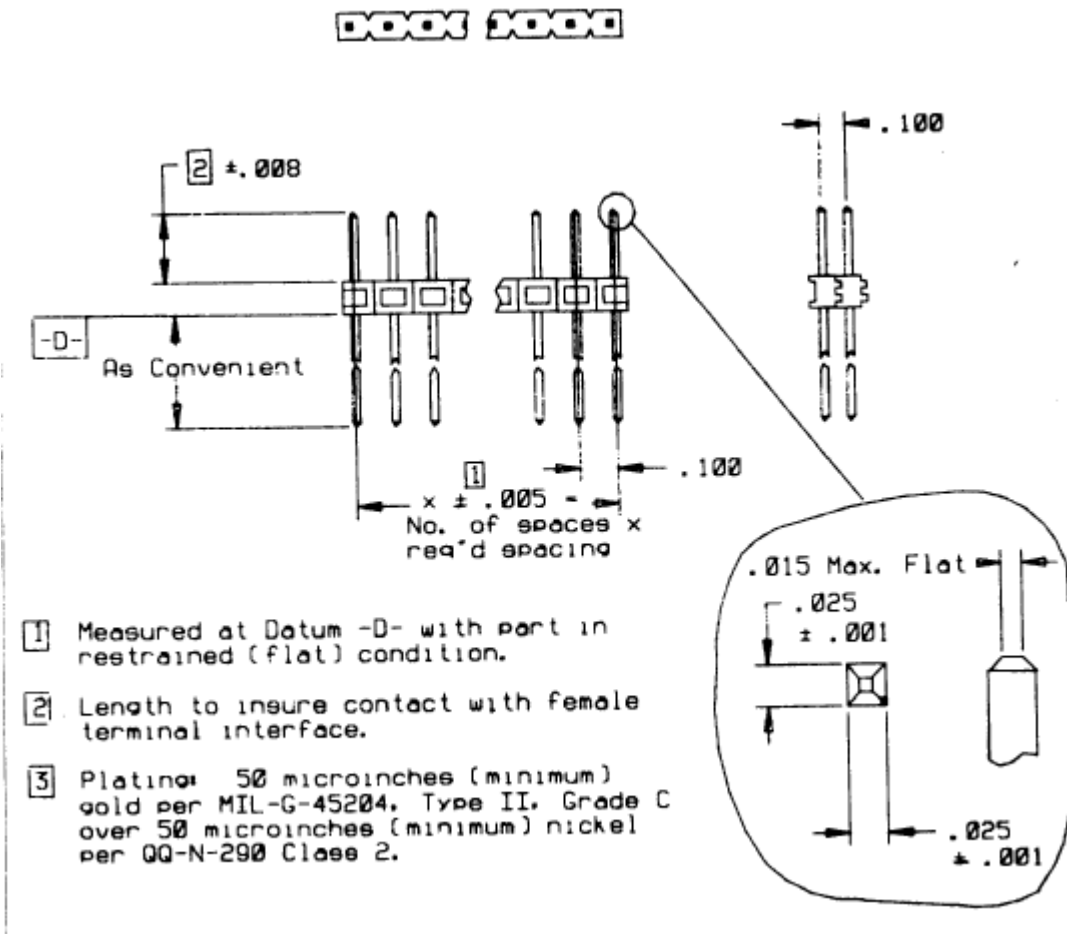 .100
2 ±.008
-D-
As Convenient
1
.100
x ± .005 -
No. of spaces x
req'd spacing
.015 Max. Flat
.025
± .001
1 Measured at Datum -D- with part in
restrained (flat) condition.
2 Length to insure contact with female
terminal interface.
3 Plating: 50 microinches (minimum)
gold per MIL-G-45204. Type II. Grade C
over 50 microinches (minimum) nickel
per QQ-N-290 Class 2.
.025
± .001